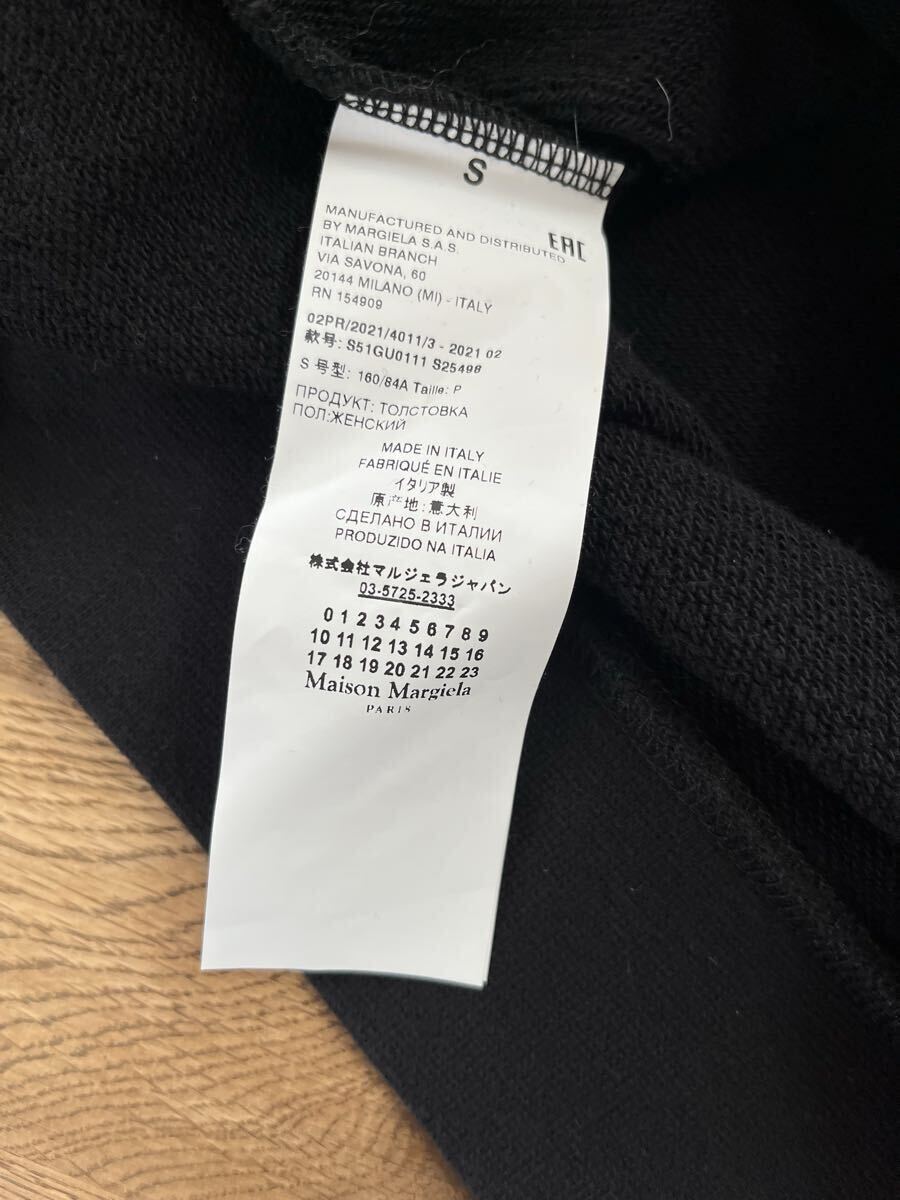 S
MANUFACTURED AND DISTRIBUTED
BY MARGIELA S.A.S.
EAC
ITALIAN BRANCH
VIA SAVONA, 60
20144 MILANO (MI) - ITALY
RN 154909
02PR/2021/4011/3 - 2021 02
款号: S51GU0111 S25498
S 号型: 160/84A Taille: P
ПРОДУКТ: ТОЛСТОВКА
ПОЛ:ЖЕНСКИЙ
MADE IN ITALY
FABRIQUÉ EN ITALIE
イタリア製
原产地:意大利
СДЕЛАНО В ИТАЛИИ
PRODUZIDO NA ITALIA
株式会社マルジェラジャパン
03-5725-2333
0 1 2 3 4 5 6 7 8 9
10 11 12 13 14 15 16
17 18 19 20 21 22 23
Maison Margiela
PARIS